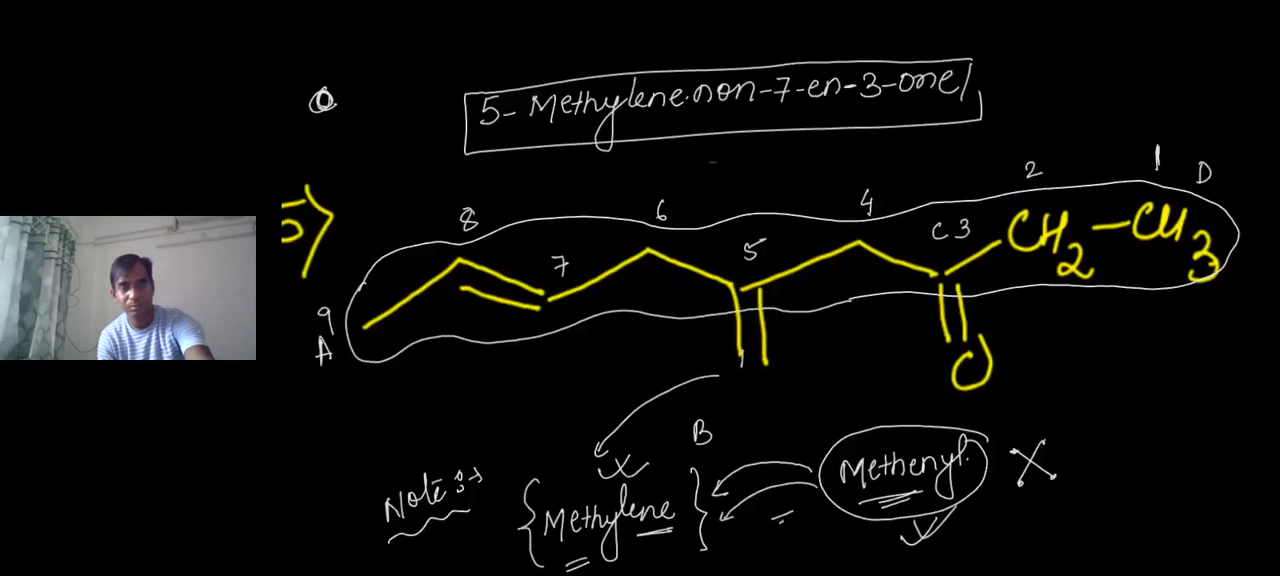 5-Methylene.non-7-en-3-one/
1 D
2
8 6 4 C 3 CH2-CH3
7 5
9
A
O
B
Methenyl. X
Note:→ {Methylene}